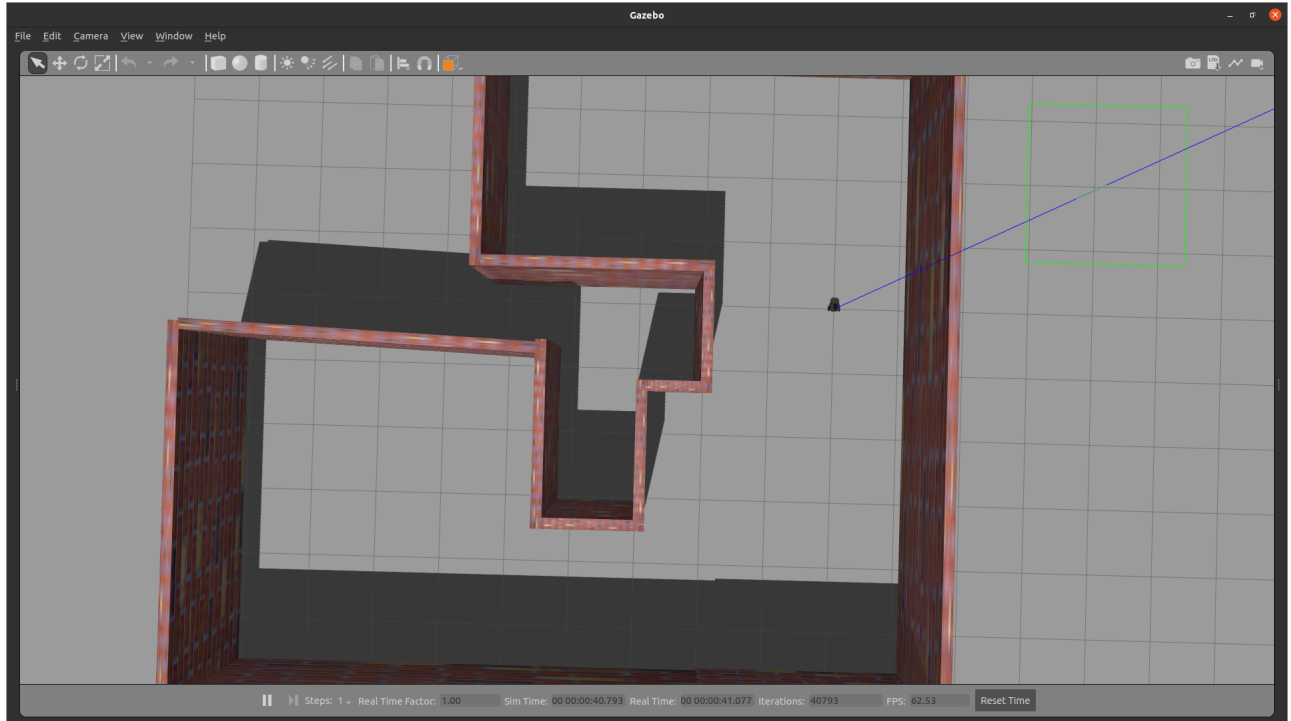 Gazebo
File Edit Camera View Window Help
LOG
Steps: 1 Real Time Factor: 1.00 Sim Time: 00 00:00:40.793 Real Time: 00 00:00:41.077 Iterations: 40793 FPS: 62.53 Reset Time